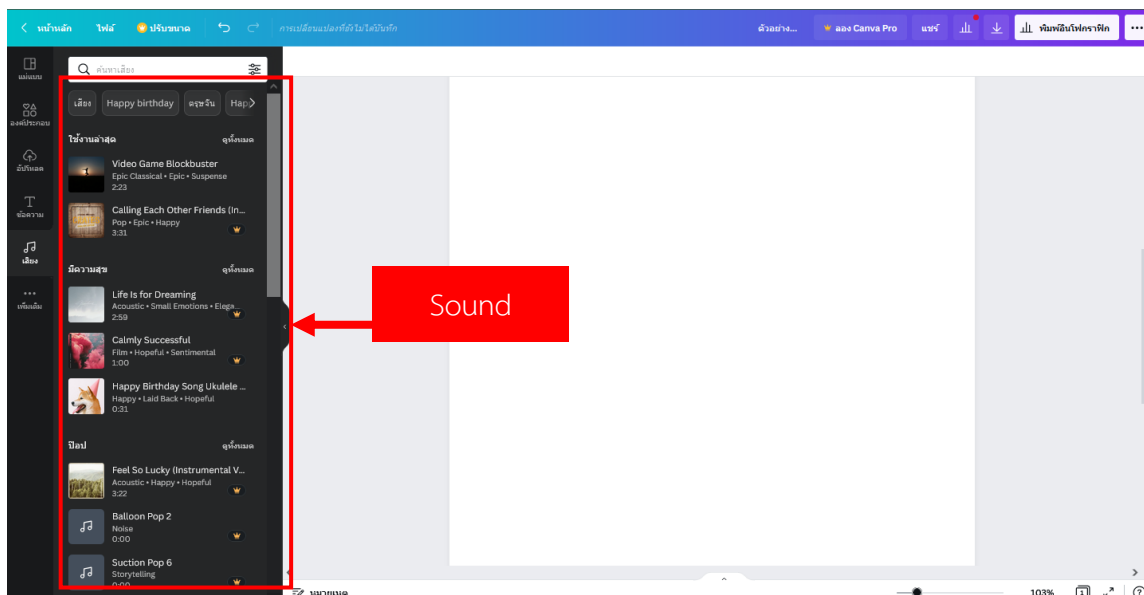 หน้าหลัก ไฟล์ ปรับขนาด การเปลี่ยนแปลงที่ยังไม่ได้บันทึก ตัวอย่าง... ลอง Canva Pro แชร์ พิมพ์อินโฟกราฟิก
แม่แบบ
องค์ประกอบ
อัปโหลด
ข้อความ
เสียง
เพิ่มเติม
ค้นหาเสียง
เสียง Happy birthday ตรุษจีน Happ
ใช้งานล่าสุด ดูทั้งหมด
Video Game Blockbuster
Epic Classical • Epic • Suspense
2:23
Calling Each Other Friends (In...
Pop • Epic • Happy
3:31
มีความสุข ดูทั้งหมด
Life Is for Dreaming
Acoustic • Small Emotions • Elega...
2:59
Calmly Successful
Film • Hopeful • Sentimental
1:00
Happy Birthday Song Ukulele ...
Happy • Laid Back • Hopeful
0:31
ป๊อป ดูทั้งหมด
Feel So Lucky (Instrumental V...
Acoustic • Happy • Hopeful
3:22
Balloon Pop 2
Noise
0:00
Suction Pop 6
Storytelling
0:00
Sound
หมายเหตุ 103% 1